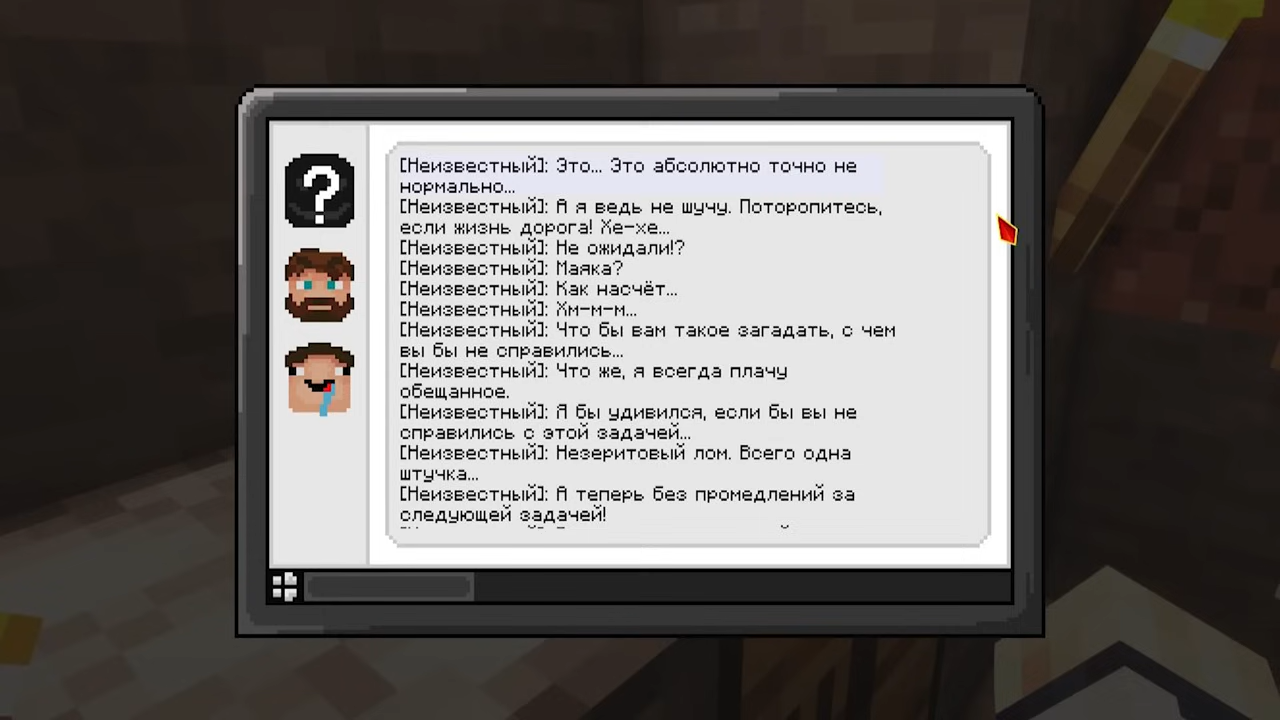 [Неизвестный]: Это... Это абсолютно точно не
нормально...
[Неизвестный]: А я ведь не шучу. Поторопитесь,
если жизнь дорога! Хе-хе...
[Неизвестный]: Не ожидали!?
[Неизвестный]: Маяка?
[Неизвестный]: Как насчёт...
[Неизвестный]: Хм-м-м...
[Неизвестный]: Что бы вам такое загадать, с чем
вы бы не справились...
[Неизвестный]: Что же, я всегда плачу
обещанное.
[Неизвестный]: Я бы удивился, если бы вы не
справились с этой задачей...
[Неизвестный]: Незеритовый лом. Всего одна
штучка...
[Неизвестный]: А теперь без промедлений за
следующей задачей!